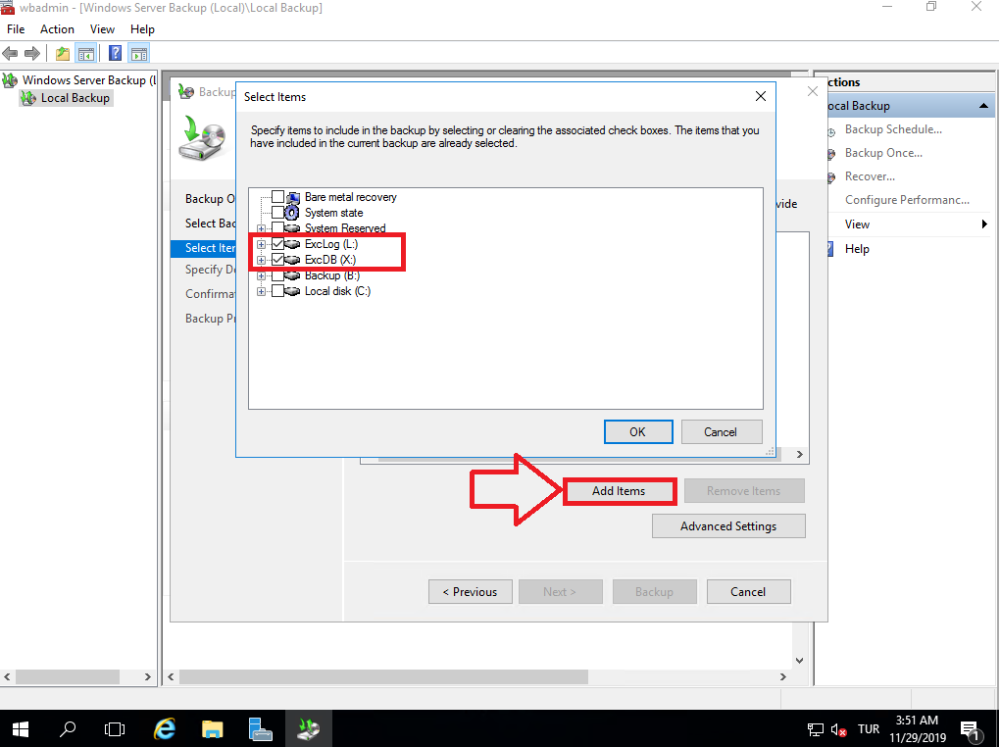 wbadmin - [Windows Server Backup (Local)\Local Backup]
File Action View Help
Windows Server Backup (L
Local Backup
Backup
Select Items
Specify items to include in the backup by selecting or clearing the associated check boxes. The items that you
have included in the current backup are already selected.
Bare metal recovery
System state
System Reserved
ExcLog (L:)
ExcDB (X:)
Backup (B:)
Local disk (C:)
OK Cancel
Backup O
Select Bac
Select Iter
Specify De
Confirma
Backup Pr
vide
Add Items Remove Items
Advanced Settings
< Previous Next > Backup Cancel
ctions
ocal Backup
Backup Schedule...
Backup Once...
Recover...
Configure Performanc...
View
Help
TUR
3:51 AM
11/29/2019
1